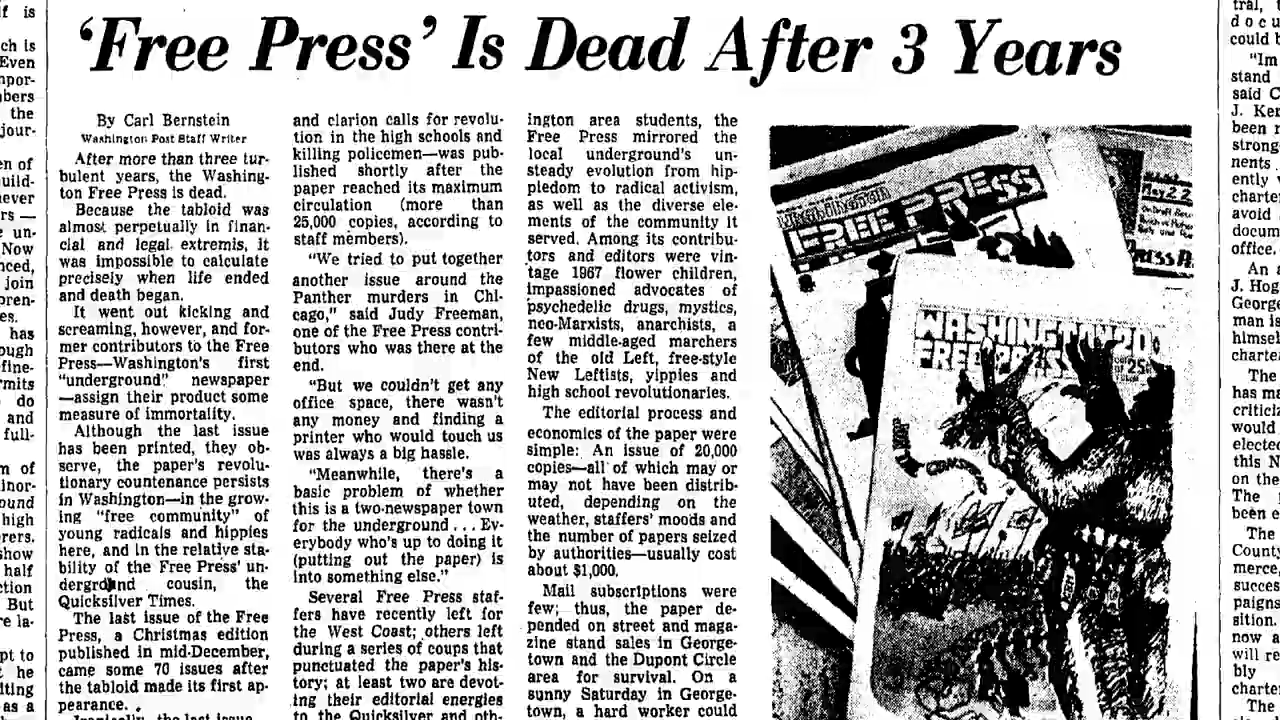 'Free Press' Is Dead After 3 Years
By Carl Bernstein
Washington Post Staff Writer
After more than three tur-
bulent years, the Washing-
ton Free Press is dead.
Because the tabloid was
almost perpetually in finan-
cial and legal extremis, it
was impossible to calculate
precisely when life ended
and death began.
It went out kicking and
screaming, however, and for-
mer contributors to the Free
Press—Washington's first
"underground" newspaper
—assign their product some
measure of immortality.
Although the last issue
has been printed, they ob-
serve, the paper's revolu-
tionary countenance persists
in Washington—in the grow-
ing "free community" of
young radicals and hippies
here, and in the relative sta-
bility of the Free Press' un-
derground cousin, the
Quicksilver Times.
The last issue of the Free
Press, a Christmas edition
published in mid-December,
came some 70 issues after
the tabloid made its first ap-
pearance.
Ironically, the last issue
and clarion calls for revolu-
tion in the high schools and
killing policemen—was pub-
lished shortly after the
paper reached its maximum
circulation (more than
25,000 copies, according to
staff members).
"We tried to put together
another issue around the
Panther murders in Chi-
cago," said Judy Freeman,
one of the Free Press contri-
butors who was there at the
end.
"But we couldn't get any
office space, there wasn't
any money and finding a
printer who would touch us
was always a big hassle.
"Meanwhile, there's a
basic problem of whether
this is a two-newspaper town
for the underground . . . Ev-
erybody who's up to doing it
(putting out the paper) is
into something else."
Several Free Press staf-
fers have recently left for
the West Coast; others left
during a series of coups that
punctuated the paper's his-
tory; at least two are devot-
ing their editorial energies
to the Quicksilver and oth-
ington area students, the
Free Press mirrored the
local underground's un-
steady evolution from hip-
pledom to radical activism,
as well as the diverse ele-
ments of the community it
served. Among its contribu-
tors and editors were vin-
tage 1967 flower children,
impassioned advocates of
psychedelic drugs, mystics,
neo-Marxists, anarchists, a
few middle-aged marchers
of the old Left, free-style
New Leftists, yippies and
high school revolutionaries.
The editorial process and
economics of the paper were
simple: An issue of 20,000
copies—all of which may or
may not have been distrib-
uted, depending on the
weather, staffers' moods and
the number of papers seized
by authorities—usually cost
about $1,000.
Mail subscriptions were
few; thus, the paper de-
pended on street and maga-
zine stand sales in George-
town and the Dupont Circle
area for survival. On a
sunny Saturday in George-
town, a hard worker could
WASHINGTON
FREE PRESS
May 2 2
WASHINGTON
FREE PRESS
25¢